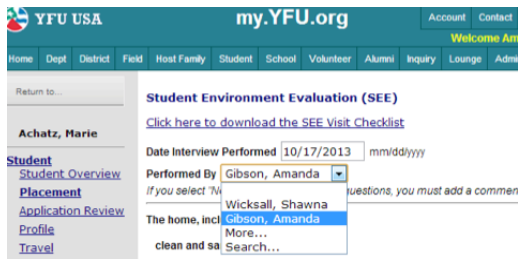 YFU USA my.YFU.org Account Contact
Welcome Am
Home Dept District Field Host Family Student School Volunteer Alumni Inquiry Lounge Admi
Return to...
Student Environment Evaluation (SEE)
Click here to download the SEE Visit Checklist
Achatz, Marie
Date Interview Performed 10/17/2013 mm/dd/yyyy
Student
Performed By Gibson, Amanda
Student Overview
If you select "N uestions, you must add a commen
Placement
Wicksall, Shawna
Application Review
The home, incl Gibson, Amanda
Profile
More...
Travel
clean and sa Search...